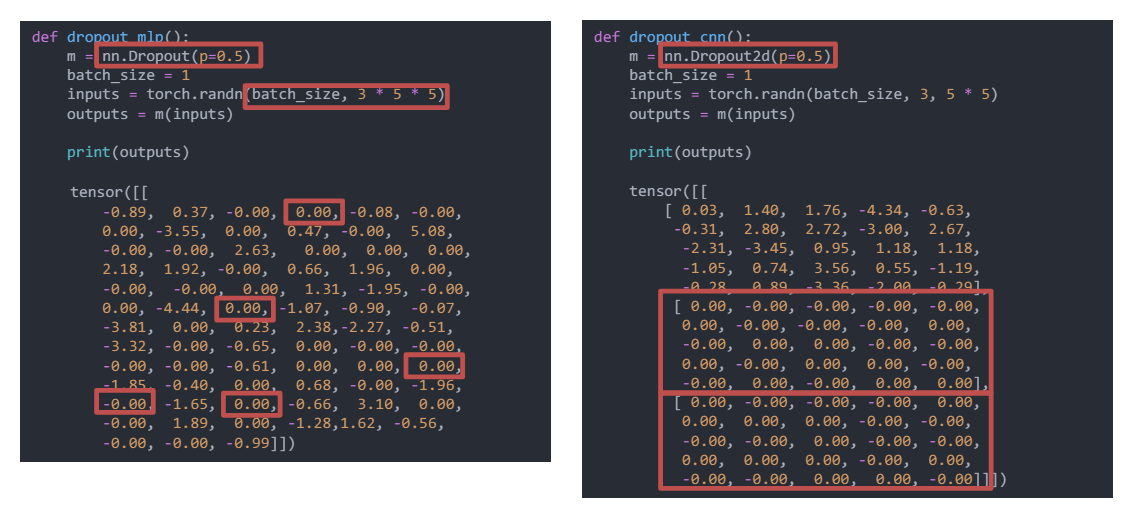 def dropout_mlp():
m = nn.Dropout(p=0.5)
batch_size = 1
inputs = torch.randn(batch_size, 3 * 5 * 5)
outputs = m(inputs)
print(outputs)
tensor([[
-0.89, 0.37, -0.00, 0.00, -0.08, -0.00,
0.00, -3.55, 0.00, 0.47, -0.00, 5.08,
-0.00, -0.00, 2.63, 0.00, 0.00, 0.00,
2.18, 1.92, -0.00, 0.66, 1.96, 0.00,
-0.00, -0.00, 0.00, 1.31, -1.95, -0.00,
0.00, -4.44, 0.00, -1.07, -0.90, -0.07,
-3.81, 0.00, 0.23, 2.38,-2.27, -0.51,
-3.32, -0.00, -0.65, 0.00, -0.00, -0.00,
-0.00, -0.00, -0.61, 0.00, 0.00, 0.00,
-1.85, -0.40, 0.00, 0.68, -0.00, -1.96,
-0.00, -1.65, 0.00, -0.66, 3.10, 0.00,
-0.00, 1.89, 0.00, -1.28,1.62, -0.56,
-0.00, -0.00, -0.99]])
def dropout_cnn():
m = nn.Dropout2d(p=0.5)
batch_size = 1
inputs = torch.randn(batch_size, 3, 5 * 5)
outputs = m(inputs)
print(outputs)
tensor([[
[ 0.03, 1.40, 1.76, -4.34, -0.63,
-0.31, 2.80, 2.72, -3.00, 2.67,
-2.31, -3.45, 0.95, 1.18, 1.18,
-1.05, 0.74, 3.56, 0.55, -1.19,
-0.28, 0.89, -3.36, -2.00, -0.29],
[ 0.00, -0.00, -0.00, -0.00, -0.00,
0.00, -0.00, -0.00, -0.00, 0.00,
-0.00, 0.00, 0.00, -0.00, -0.00,
0.00, -0.00, 0.00, 0.00, -0.00,
-0.00, 0.00, -0.00, 0.00, 0.00],
[ 0.00, -0.00, -0.00, -0.00, 0.00,
0.00, 0.00, 0.00, -0.00, -0.00,
-0.00, -0.00, 0.00, -0.00, -0.00,
0.00, 0.00, 0.00, -0.00, 0.00,
-0.00, -0.00, 0.00, 0.00, -0.00]]])